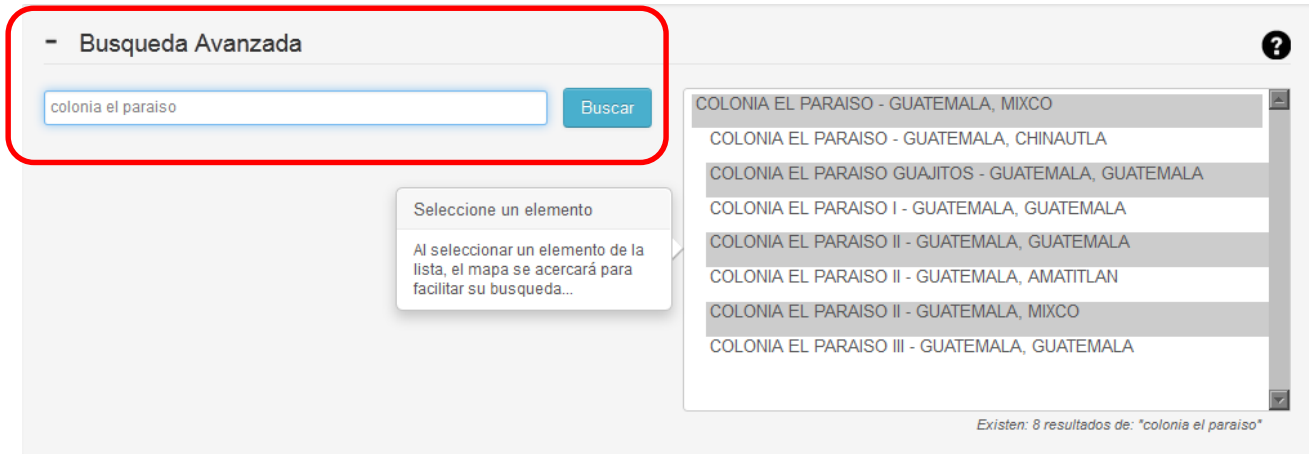 - Busqueda Avanzada
?
colonia el paraiso
Buscar
Seleccione un elemento
Al seleccionar un elemento de la
lista, el mapa se acercará para
facilitar su busqueda...
COLONIA EL PARAISO - GUATEMALA, MIXCO
COLONIA EL PARAISO - GUATEMALA, CHINAUTLA
COLONIA EL PARAISO GUAJITOS - GUATEMALA, GUATEMALA
COLONIA EL PARAISO I - GUATEMALA, GUATEMALA
COLONIA EL PARAISO II - GUATEMALA, GUATEMALA
COLONIA EL PARAISO II - GUATEMALA, AMATITLAN
COLONIA EL PARAISO II - GUATEMALA, MIXCO
COLONIA EL PARAISO III - GUATEMALA, GUATEMALA
Existen: 8 resultados de: "colonia el paraiso"